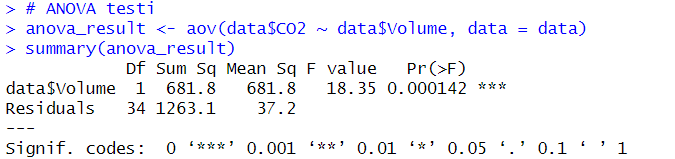 > # ANOVA testi
> anova_result <- aov(data$CO2 ~ data$Volume, data = data)
> summary(anova_result)
            Df Sum Sq Mean Sq F value   Pr(>F)
data$Volume  1  681.8   681.8   18.35 0.000142 ***
Residuals   34 1263.1    37.2
---
Signif. codes:  0 ‘***’ 0.001 ‘**’ 0.01 ‘*’ 0.05 ‘.’ 0.1 ‘ ’ 1